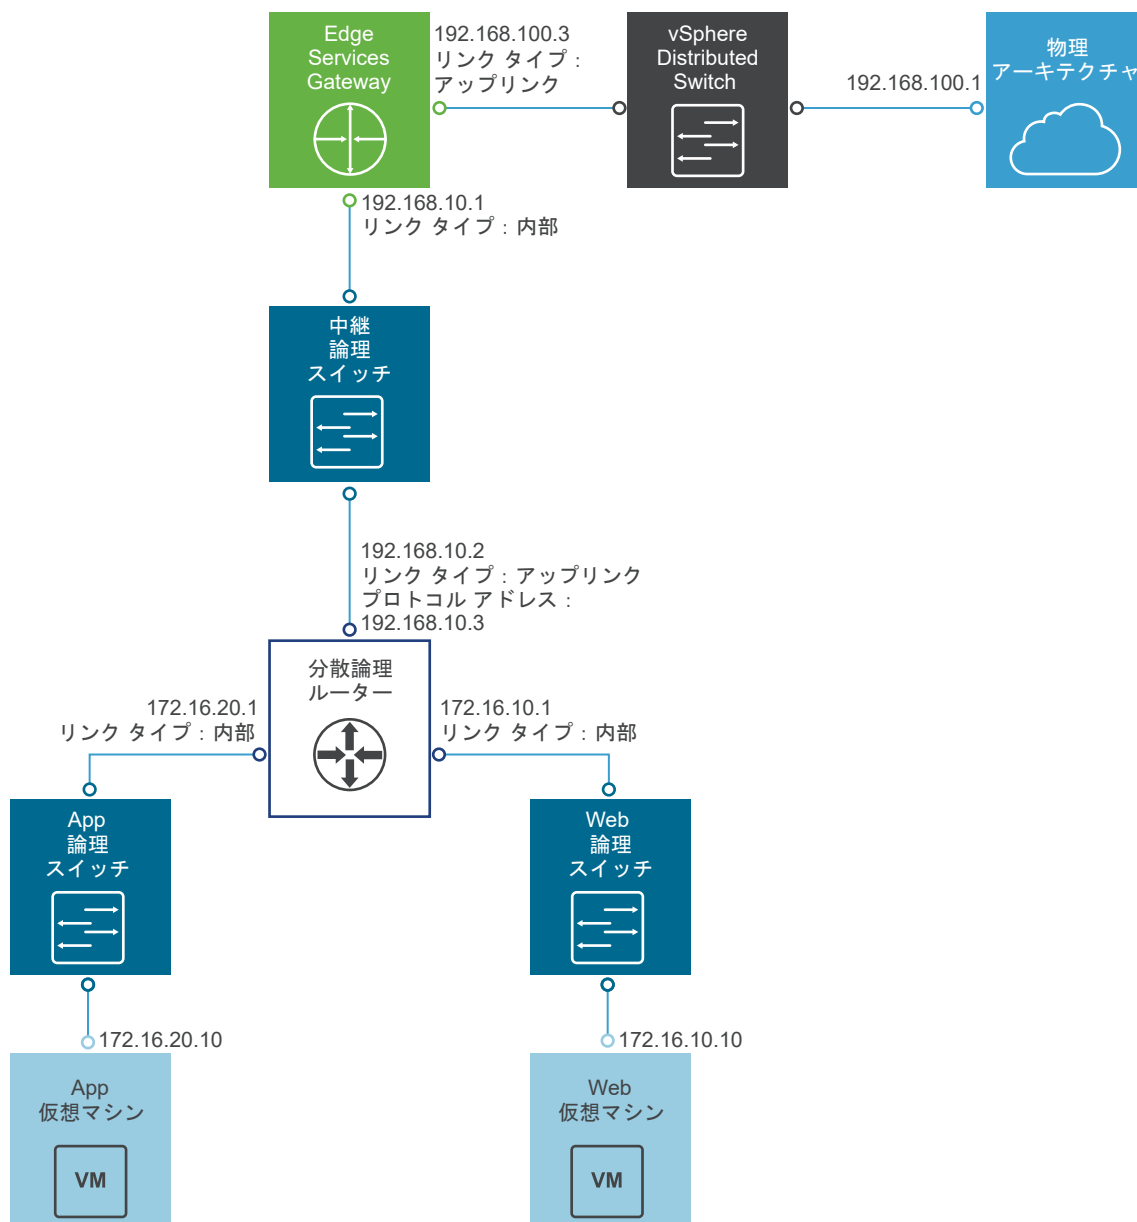 Edge
Services
Gateway
192.168.100.3
リンク タイプ：
アップリンク
vSphere
Distributed
Switch
192.168.100.1
物理
アーキテクチャ
192.168.10.1
リンク タイプ：内部
中継
論理
スイッチ
192.168.10.2
リンク タイプ：アップリンク
プロトコル アドレス：
192.168.10.3
分散論理
ルーター
172.16.20.1
リンク タイプ：内部
172.16.10.1
リンク タイプ：内部
App
論理
スイッチ
Web
論理
スイッチ
172.16.20.10
172.16.10.10
App
仮想マシン
VM
Web
仮想マシン
VM